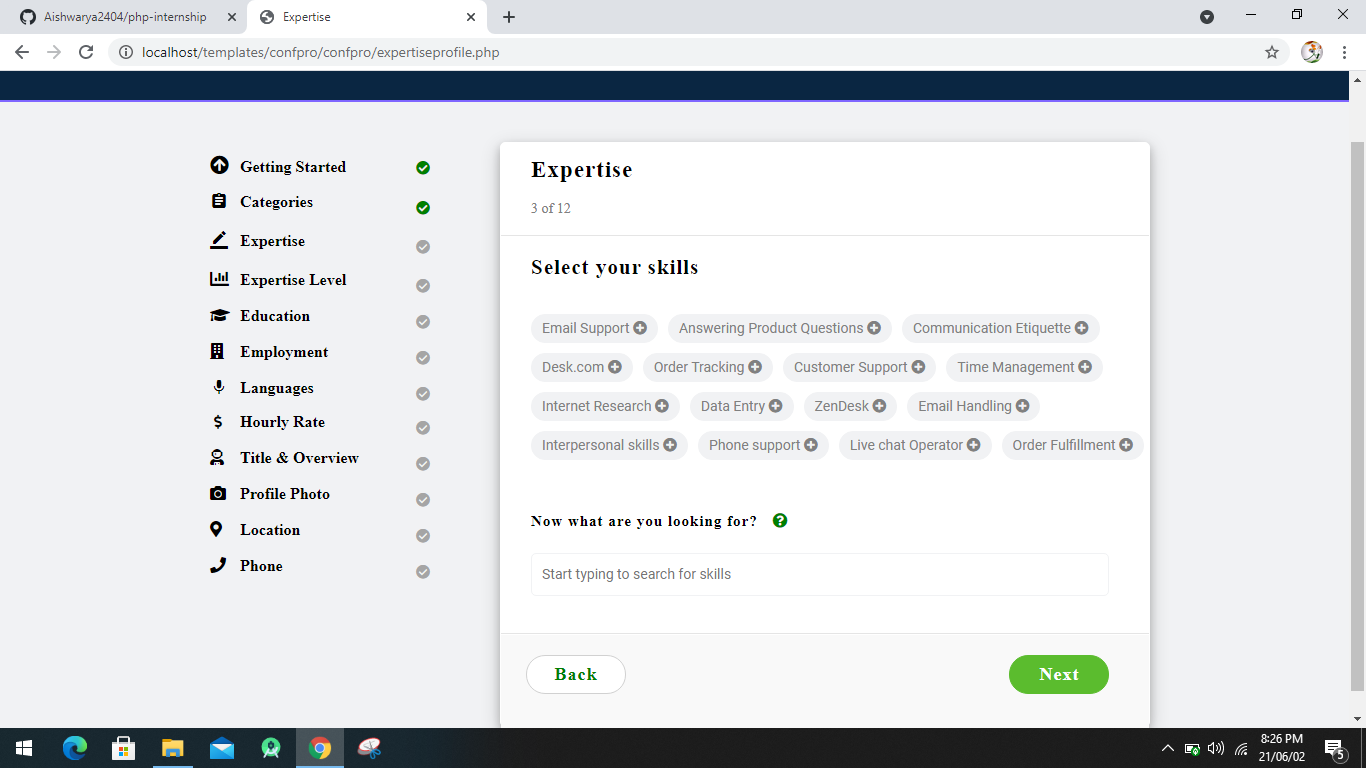 Aishwarya2404/php-internship
Expertise
localhost/templates/confpro/confpro/expertiseprofile.php
Getting Started
Categories
Expertise
Expertise Level
Education
Employment
Languages
$ Hourly Rate
Title & Overview
Profile Photo
Location
Phone
Expertise
3 of 12
Select your skills
Email Support Answering Product Questions Communication Etiquette
Desk.com Order Tracking Customer Support Time Management
Internet Research Data Entry ZenDesk Email Handling
Interpersonal skills Phone support Live chat Operator Order Fulfillment
Now what are you looking for? ?
Start typing to search for skills
Back Next
8:26 PM
21/06/02
5